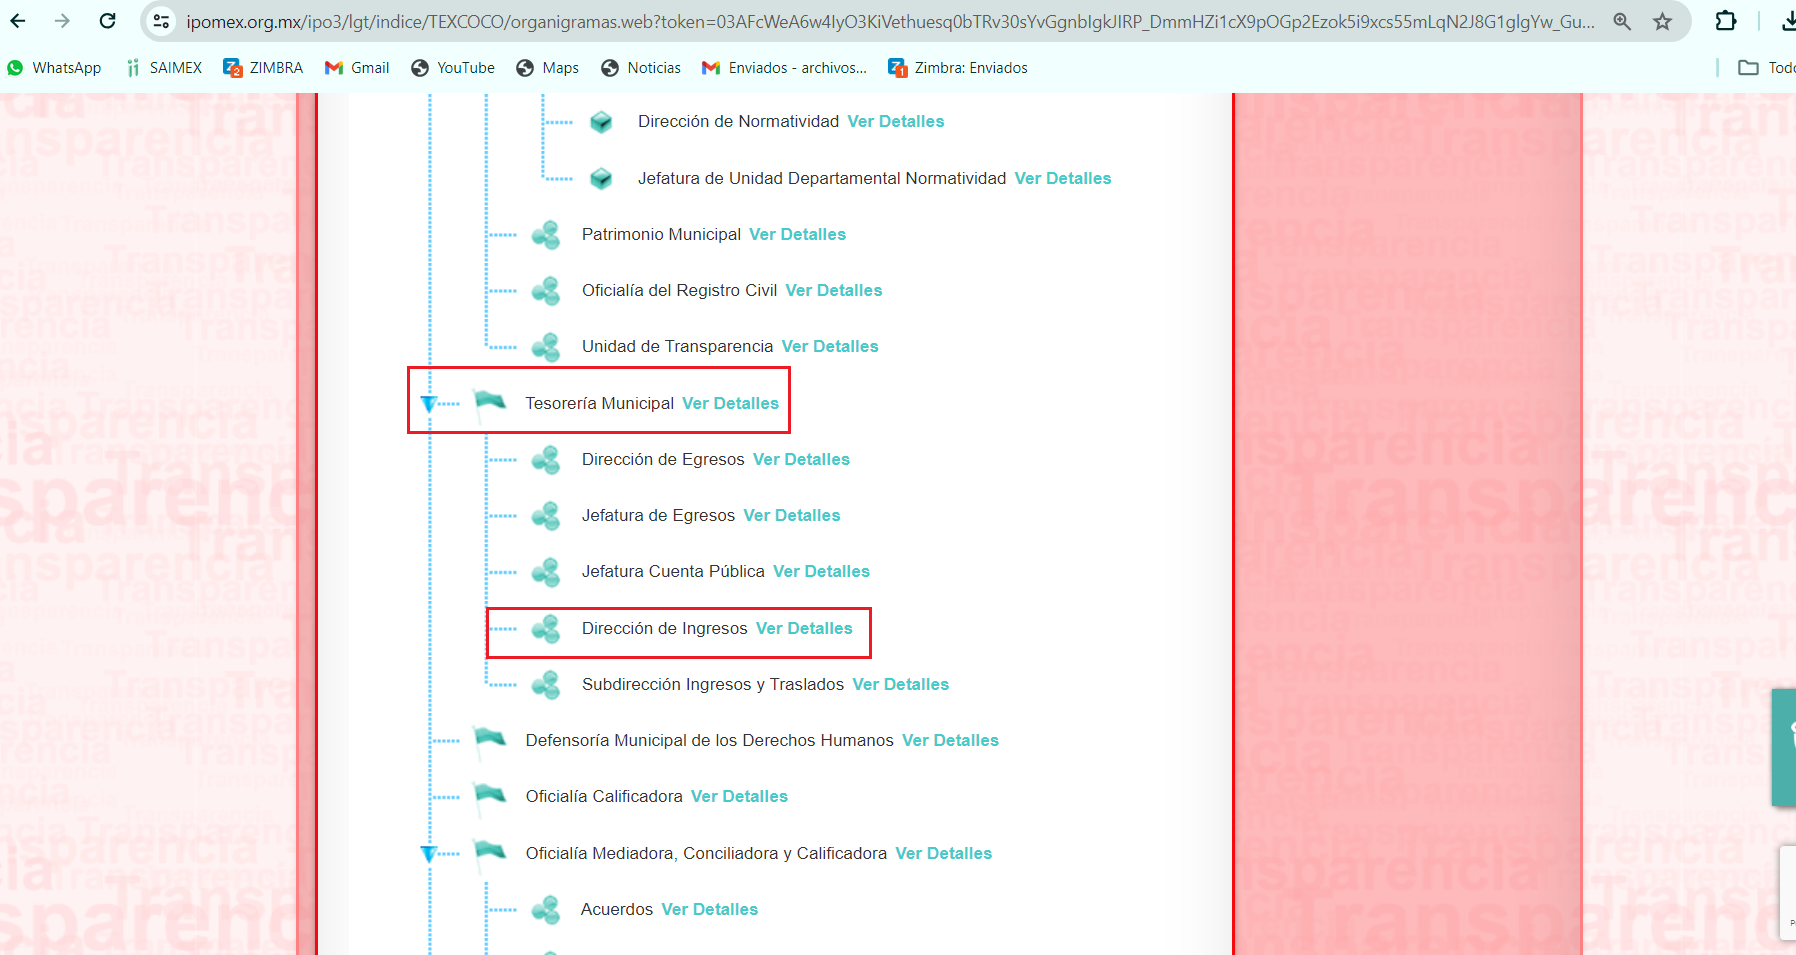 ipomex.org.mx/ipo3/lgt/indice/TEXCOCO/organigramas.web?token=03AFcWeA6w4IyO3KiVethuesq0bTRv30sYvGgnbIgkJIRP_DmmHZi1cX9pOGp2Ezok5i9xcs55mLqN2J8G1glgYw_Gu...
WhatsApp SAIMEX ZIMBRA Gmail YouTube Maps Noticias Enviados - archivos... Zimbra: Enviados Todo
Dirección de Normatividad Ver Detalles
Jefatura de Unidad Departamental Normatividad Ver Detalles
Patrimonio Municipal Ver Detalles
Oficialía del Registro Civil Ver Detalles
Unidad de Transparencia Ver Detalles
Tesorería Municipal Ver Detalles
Dirección de Egresos Ver Detalles
Jefatura de Egresos Ver Detalles
Jefatura Cuenta Pública Ver Detalles
Dirección de Ingresos Ver Detalles
Subdirección Ingresos y Traslados Ver Detalles
Defensoría Municipal de los Derechos Humanos Ver Detalles
Oficialía Calificadora Ver Detalles
Oficialía Mediadora, Conciliadora y Calificadora Ver Detalles
Acuerdos Ver Detalles